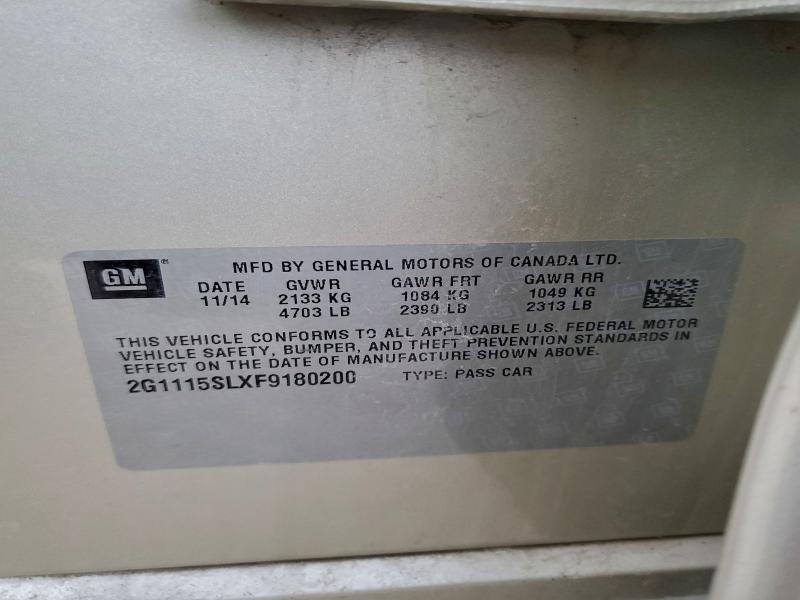 GM ®
MFD BY GENERAL MOTORS OF CANADA LTD.
DATE GVWR GAWR FRT GAWR RR
11/14 2133 KG 1084 KG 1049 KG
4703 LB 2390 LB 2313 LB
THIS VEHICLE CONFORMS TO ALL APPLICABLE U.S. FEDERAL MOTOR
VEHICLE SAFETY, BUMPER, AND THEFT PREVENTION STANDARDS IN
EFFECT ON THE DATE OF MANUFACTURE SHOWN ABOVE.
2G1115SLXF9180200 TYPE: PASS CAR